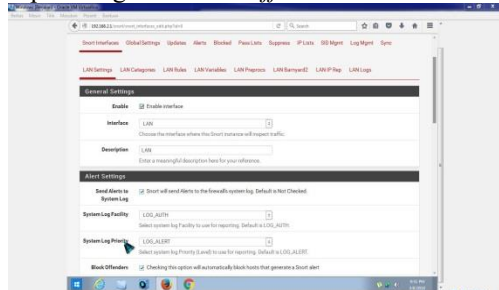 Snort Interfaces Global Settings Updates Alerts Blocked Pass Lists Suppress IP Lists SID Mgmt Log Mgmt Sync
LAN Settings LAN Categories LAN Rules LAN Variables LAN Preprocs LAN Barnyard2 LAN IP Rep LAN Logs
General Settings
Enable Enable interface
Interface LAN
Choose the interface where this Snort instance will inspect traffic.
Description LAN
Enter a meaningful description here for your reference.
Alert Settings
Send Alerts to System Log Snort will send Alerts to the firewall's system log. Default is Not Checked.
System Log Facility LOG_AUTH
Select system log Facility to use for reporting. Default is LOG_AUTH.
System Log Priority LOG_ALERT
Select system log Priority (Level) to use for reporting. Default is LOG_ALERT.
Block Offenders Checking this option will automatically block hosts that generate a Snort alert